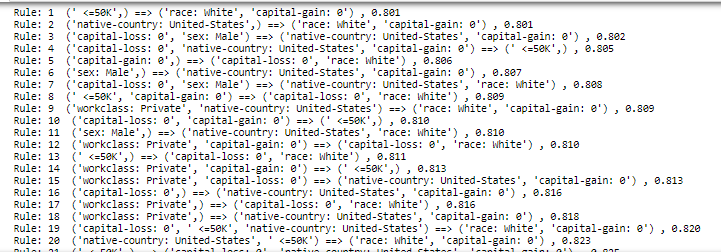 Rule: 1 (' <=50K',) ==> ('race: White', 'capital-gain: 0') , 0.801
Rule: 2 ('native-country: United-States',) ==> ('race: White', 'capital-gain: 0') , 0.801
Rule: 3 ('capital-loss: 0', 'sex: Male') ==> ('native-country: United-States', 'capital-gain: 0') , 0.802
Rule: 4 ('capital-loss: 0', 'native-country: United-States', 'capital-gain: 0') ==> (' <=50K',) , 0.805
Rule: 5 ('capital-gain: 0',) ==> ('capital-loss: 0', 'race: White') , 0.806
Rule: 6 ('sex: Male',) ==> ('native-country: United-States', 'capital-gain: 0') , 0.807
Rule: 7 ('capital-loss: 0', 'sex: Male') ==> ('native-country: United-States', 'race: White') , 0.808
Rule: 8 (' <=50K', 'capital-gain: 0') ==> ('capital-loss: 0', 'race: White') , 0.809
Rule: 9 ('workclass: Private', 'native-country: United-States') ==> ('race: White', 'capital-gain: 0') , 0.809
Rule: 10 ('capital-loss: 0', 'capital-gain: 0') ==> (' <=50K',) , 0.810
Rule: 11 ('sex: Male',) ==> ('native-country: United-States', 'race: White') , 0.810
Rule: 12 ('workclass: Private', 'capital-gain: 0') ==> ('capital-loss: 0', 'race: White') , 0.810
Rule: 13 (' <=50K',) ==> ('capital-loss: 0', 'race: White') , 0.811
Rule: 14 ('workclass: Private', 'capital-gain: 0') ==> (' <=50K',) , 0.813
Rule: 15 ('workclass: Private', 'capital-loss: 0') ==> ('native-country: United-States', 'capital-gain: 0') , 0.813
Rule: 16 ('capital-loss: 0',) ==> ('native-country: United-States', 'capital-gain: 0') , 0.816
Rule: 17 ('workclass: Private',) ==> ('capital-loss: 0', 'race: White') , 0.816
Rule: 18 ('workclass: Private',) ==> ('native-country: United-States', 'capital-gain: 0') , 0.818
Rule: 19 ('capital-loss: 0', ' <=50K', 'native-country: United-States') ==> ('race: White', 'capital-gain: 0') , 0.820
Rule: 20 ('native-country: United-States', ' <=50K') ==> ('race: White', 'capital-gain: 0') , 0.823